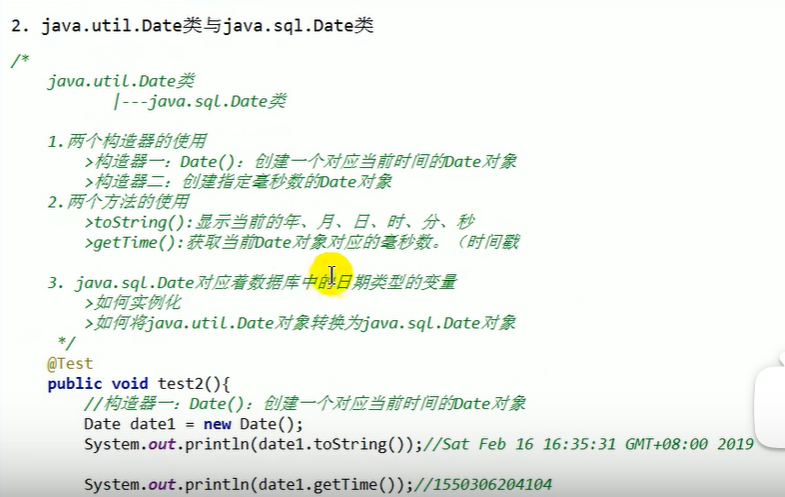 2. java.util.Date类与java.sql.Date类
/*
java.util.Date类
|---java.sql.Date类
1.两个构造器的使用
>构造器一：Date()：创建一个对应当前时间的Date对象
>构造器二：创建指定毫秒数的Date对象
2.两个方法的使用
>toString():显示当前的年、月、日、时、分、秒
>getTime():获取当前Date对象对应的毫秒数。（时间戳
3. java.sql.Date对应着数据库中的日期类型的变量
>如何实例化
>如何将java.util.Date对象转换为java.sql.Date对象
*/
@Test
public void test2(){
//构造器一：Date()：创建一个对应当前时间的Date对象
Date date1 = new Date();
System.out.println(date1.toString());//Sat Feb 16 16:35:31 GMT+08:00 2019
System.out.println(date1.getTime());//1550306204104